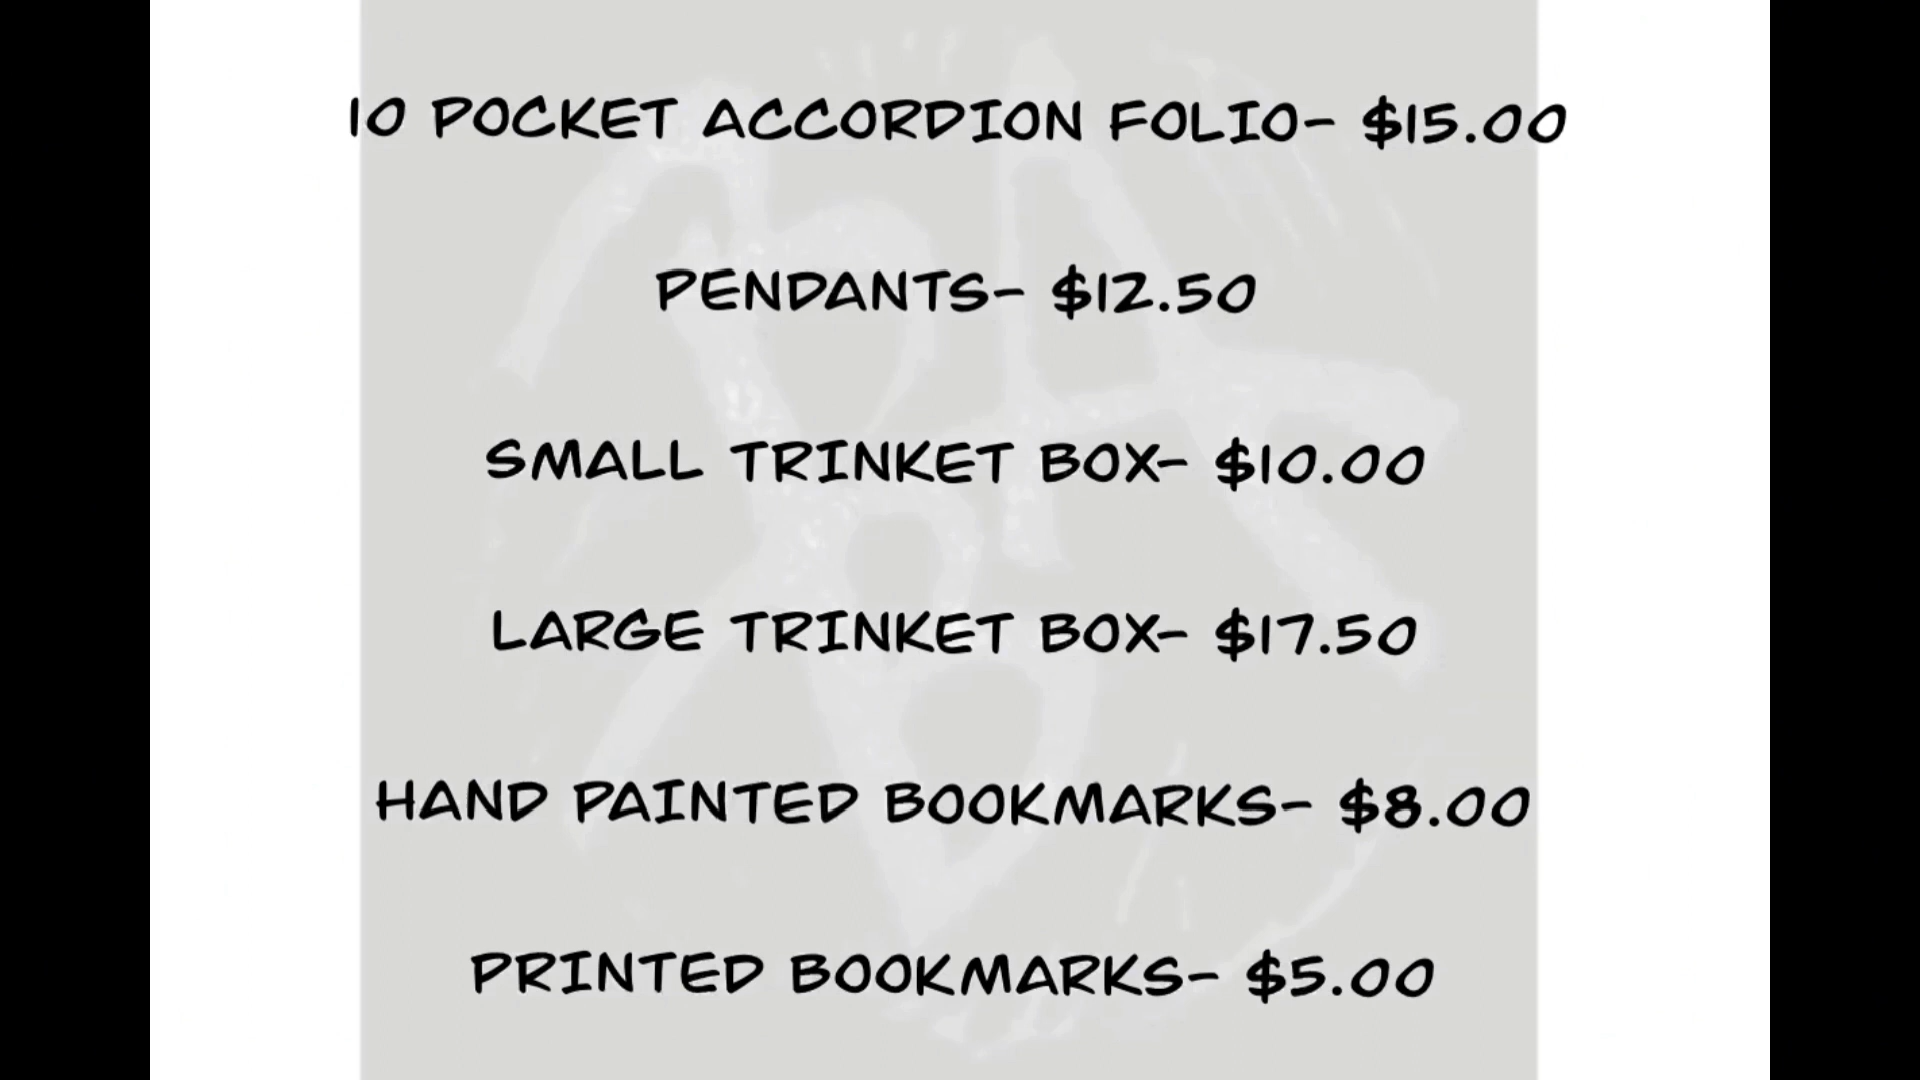 10 POCKET ACCORDION FOLIO- $15.00
PENDANTS- $12.50
SMALL TRINKET BOX- $10.00
LARGE TRINKET BOX- $17.50
HAND PAINTED BOOKMARKS- $8.00
PRINTED BOOKMARKS- $5.00